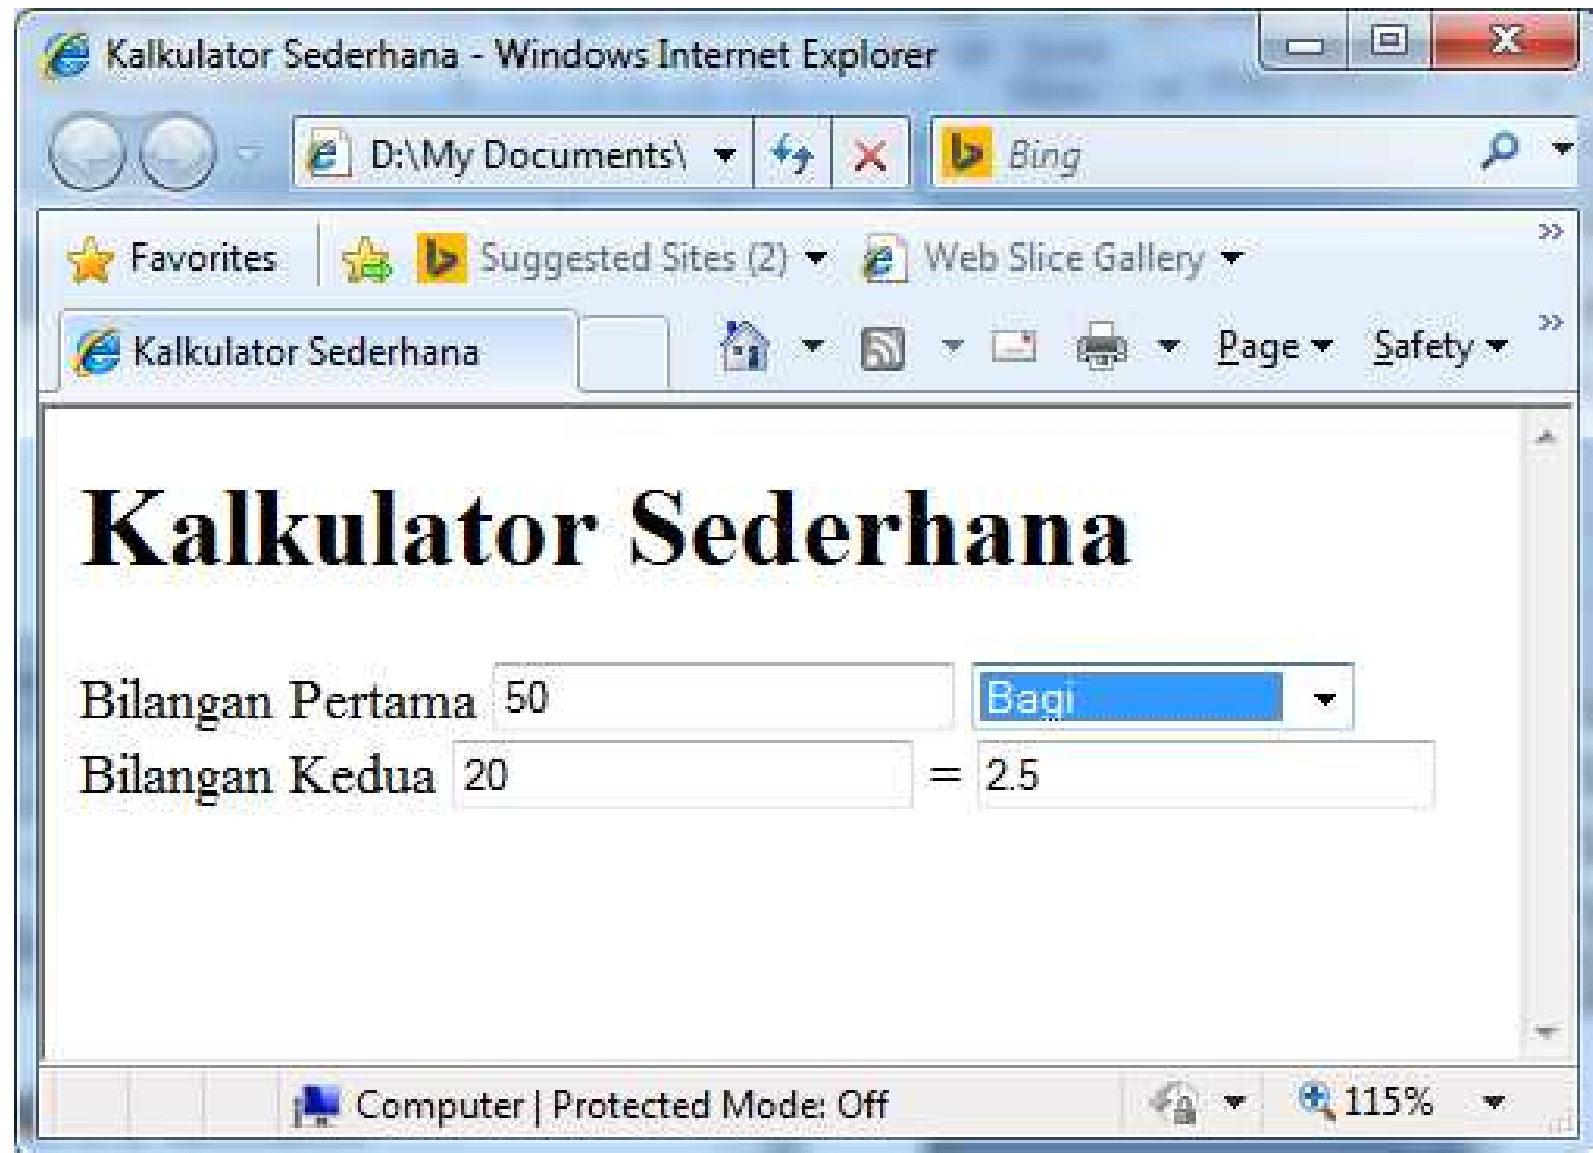 Kalkulator Sederhana - Windows Internet Explorer
D:\My Documents\ Bing
Favorites Suggested Sites (2) Web Slice Gallery
Kalkulator Sederhana Page Safety
Kalkulator Sederhana
Bilangan Pertama 50 Bagi
Bilangan Kedua 20 = 2.5
Computer | Protected Mode: Off 115%